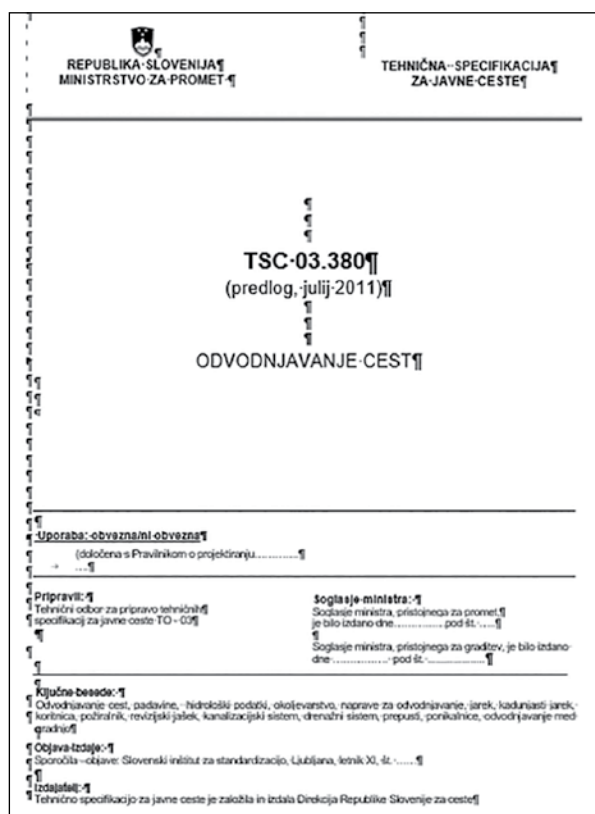 REPUBLIKA SLOVENIJA¶
MINISTRSTVO ZA PROMET ¶
TEHNIČNA SPECIFIKACIJA¶
ZA JAVNE CESTE¶
TSC 03.380¶
(predlog, julij 2011)¶
ODVODNJAVANJE CEST¶
Uporaba: obvezna/ni obvezna¶
(določena s Pravilnikom o projektiranju...............¶
....¶
Pripravil: ¶
Tehnični odbor za pripravo tehničnih¶
specifikacij za javne ceste TO - 03¶
Soglasje ministra: ¶
Soglasje ministra, pristojnega za promet,¶
je bilo izdano dne................ pod št. .....¶
Soglasje ministra, pristojnega za graditev, je bilo izdano
dne .................. pod št. ..................¶
Ključne besede: ¶
Odvodnjavanje cest, padavine, hidrološki podatki, okoljevarstvo, naprave za odvodnjavanje, jarek, kadunjasti jarek,
koritnica, požiralnik, revizijski jašek, kanalizacijski sistem, drenažni sistem, prepusti, ponikalnice, odvodnjavanje med
gradnjo¶
Objava izdaje: ¶
Sporočila – objave: Slovenski inštitut za standardizacijo, Ljubljana, letnik XI, št. ......¶
Izdajatelj: ¶
Tehnično specifikacijo za javne ceste je založila in izdala Direkcija Republike Slovenije za ceste¶